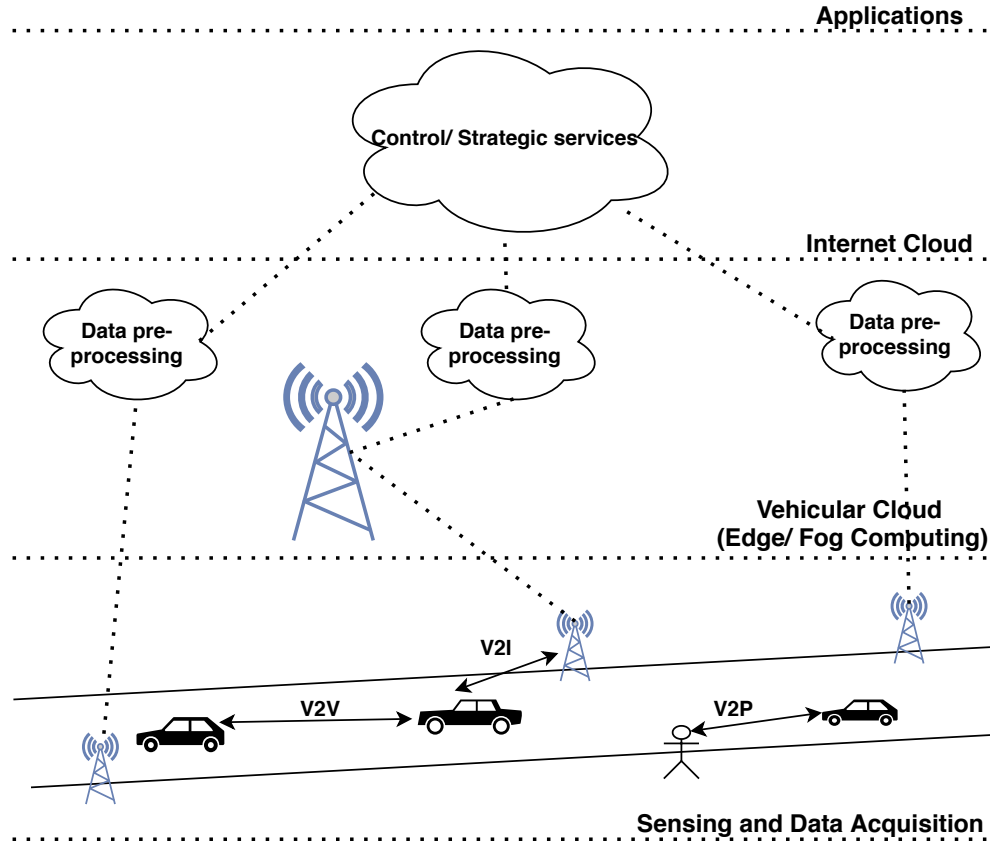 Applications
Control/ Strategic services
Internet Cloud
Data pre-
processing
Data pre-
processing
Data pre-
processing
Vehicular Cloud
(Edge/ Fog Computing)
V2I
V2V
V2P
Sensing and Data Acquisition